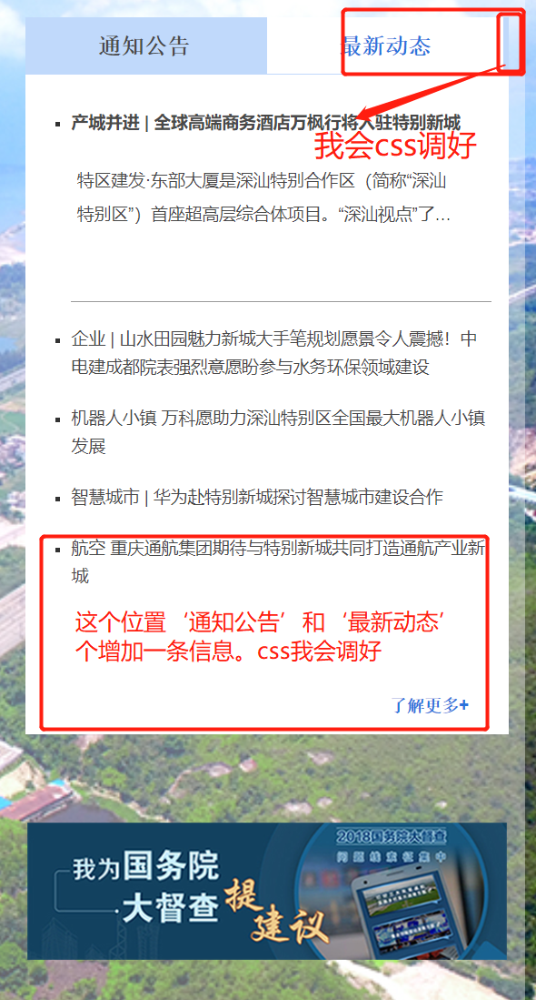 通知公告
最新动态
产城并进 | 全球高端商务酒店万枫行将入驻特别新城
我会css调好
特区建发·东部大厦是深汕特别合作区（简称“深汕
特别区”）首座超高层综合体项目。“深汕视点”了...
企业 | 山水田园魅力新城大手笔规划愿景令人震撼！中
电建成都院表强烈意愿盼参与水务环保领域建设
机器人小镇 万科愿助力深汕特别区全国最大机器人小镇
发展
智慧城市 | 华为赴特别新城探讨智慧城市建设合作
航空 重庆通航集团期待与特别新城共同打造通航产业新
城
这个位置‘通知公告’和‘最新动态’
个增加一条信息。css我会调好
了解更多+
2018国务院大督查
问题线索征集中
我为国务院
大督查
提
建议